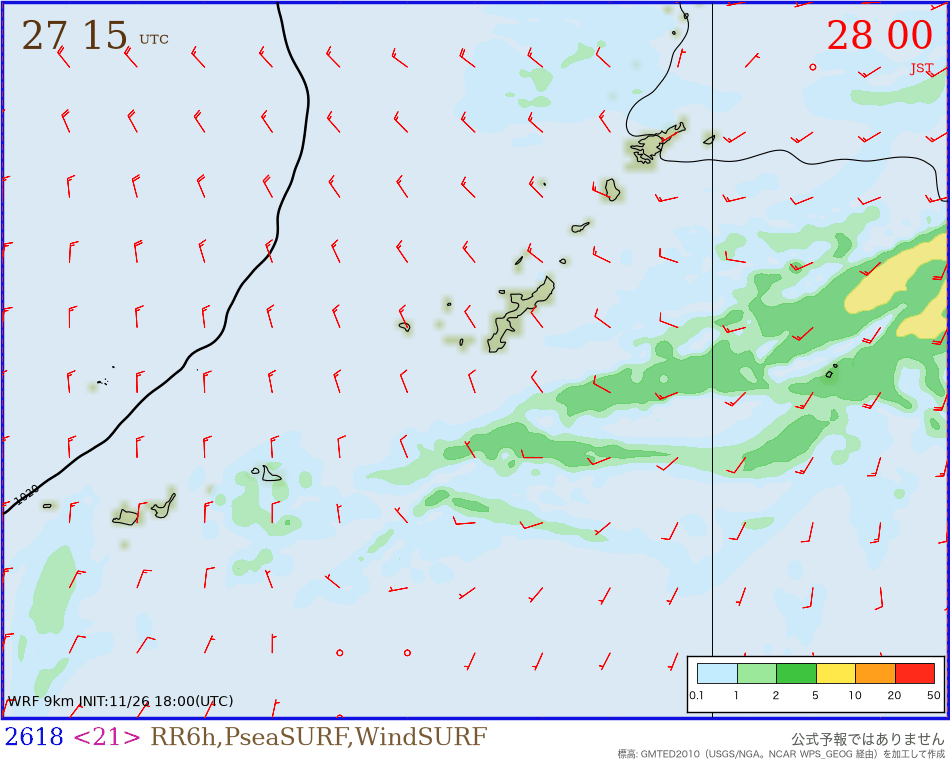 27 15 UTC
28 00
JST
1020
WRF 9km INIT:11/26 18:00(UTC)
0.1 1 2 5 10 20 50
2618 <21> RR6h,PseaSURF,WindSURF
公式予報ではありません
標高: GMTED2010（USGS/NGA。NCAR WPS_GEOG 経由）を加工して作成